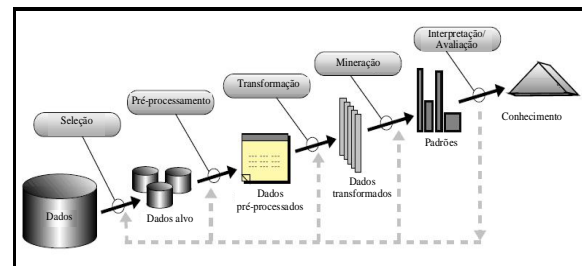 Interpretação/
Avaliação
Mineração
Transformação
Pré-processamento
Seleção
Conhecimento
Padrões
Dados
transformados
Dados
pré-processados
Dados alvo
Dados